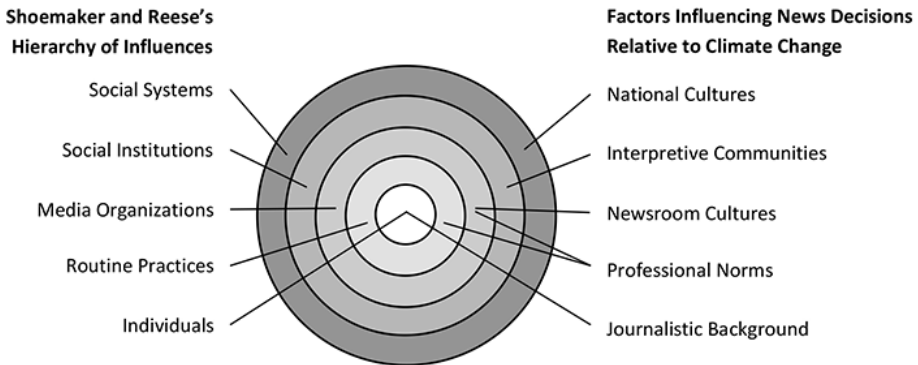 Shoemaker and Reese's
Hierarchy of Influences
Social Systems
Social Institutions
Media Organizations
Routine Practices
Individuals
Factors Influencing News Decisions
Relative to Climate Change
National Cultures
Interpretive Communities
Newsroom Cultures
Professional Norms
Journalistic Background